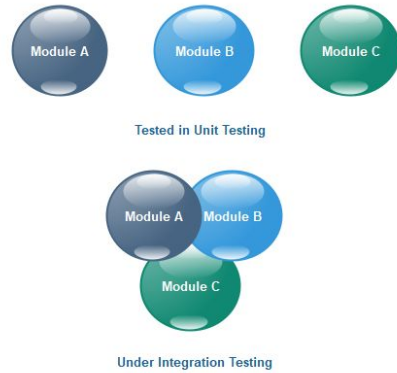 Module A Module B Module C
Tested in Unit Testing
Module A Module B
Module C
Under Integration Testing